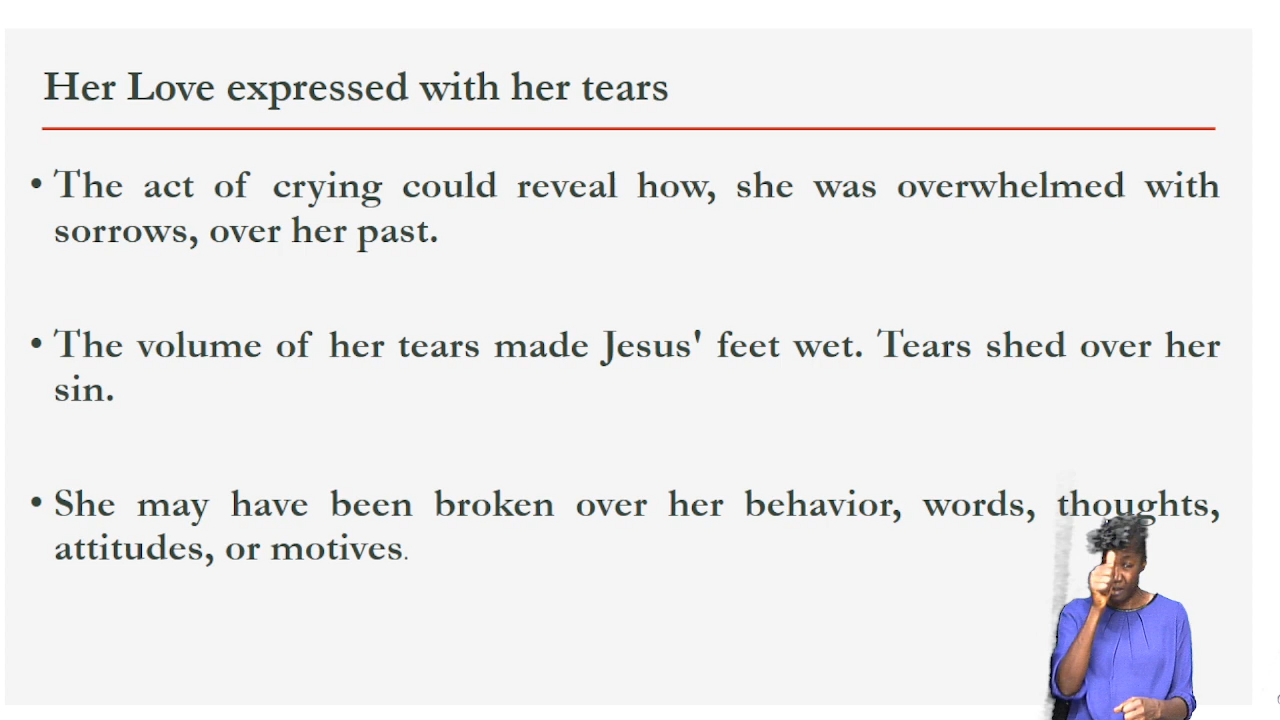 Her Love expressed with her tears
• The act of crying could reveal how, she was overwhelmed with
sorrows, over her past.
• The volume of her tears made Jesus' feet wet. Tears shed over her
sin.
• She may have been broken over her behavior, words, thoughts,
attitudes, or motives.